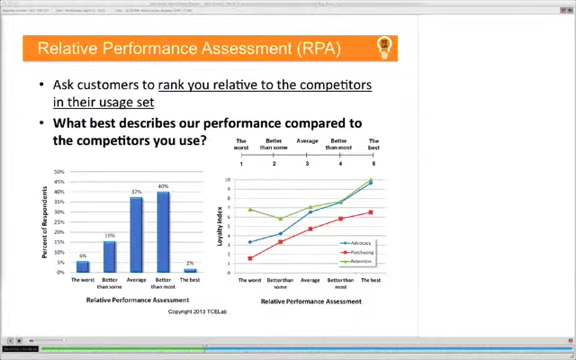 Relative Performance Assessment (RPA)
• Ask customers to rank you relative to the competitors
in their usage set
• What best describes our performance compared to
the competitors you use?
The worst Better than some Average Better than most The best
1 2 3 4 5
50%
45%
40%
35%
30%
25%
20%
15%
10%
5%
0%
Percent of Respondents
37%
40%
2%
The worst Better than some Average Better than most The best
Relative Performance Assessment
10
9
8
7
6
5
4
3
2
1
0
Loyalty Index
Advocacy
Purchasing
Retention
The worst Better than some Average Better than most The best
Relative Performance Assessment
Copyright 2013 TCELab